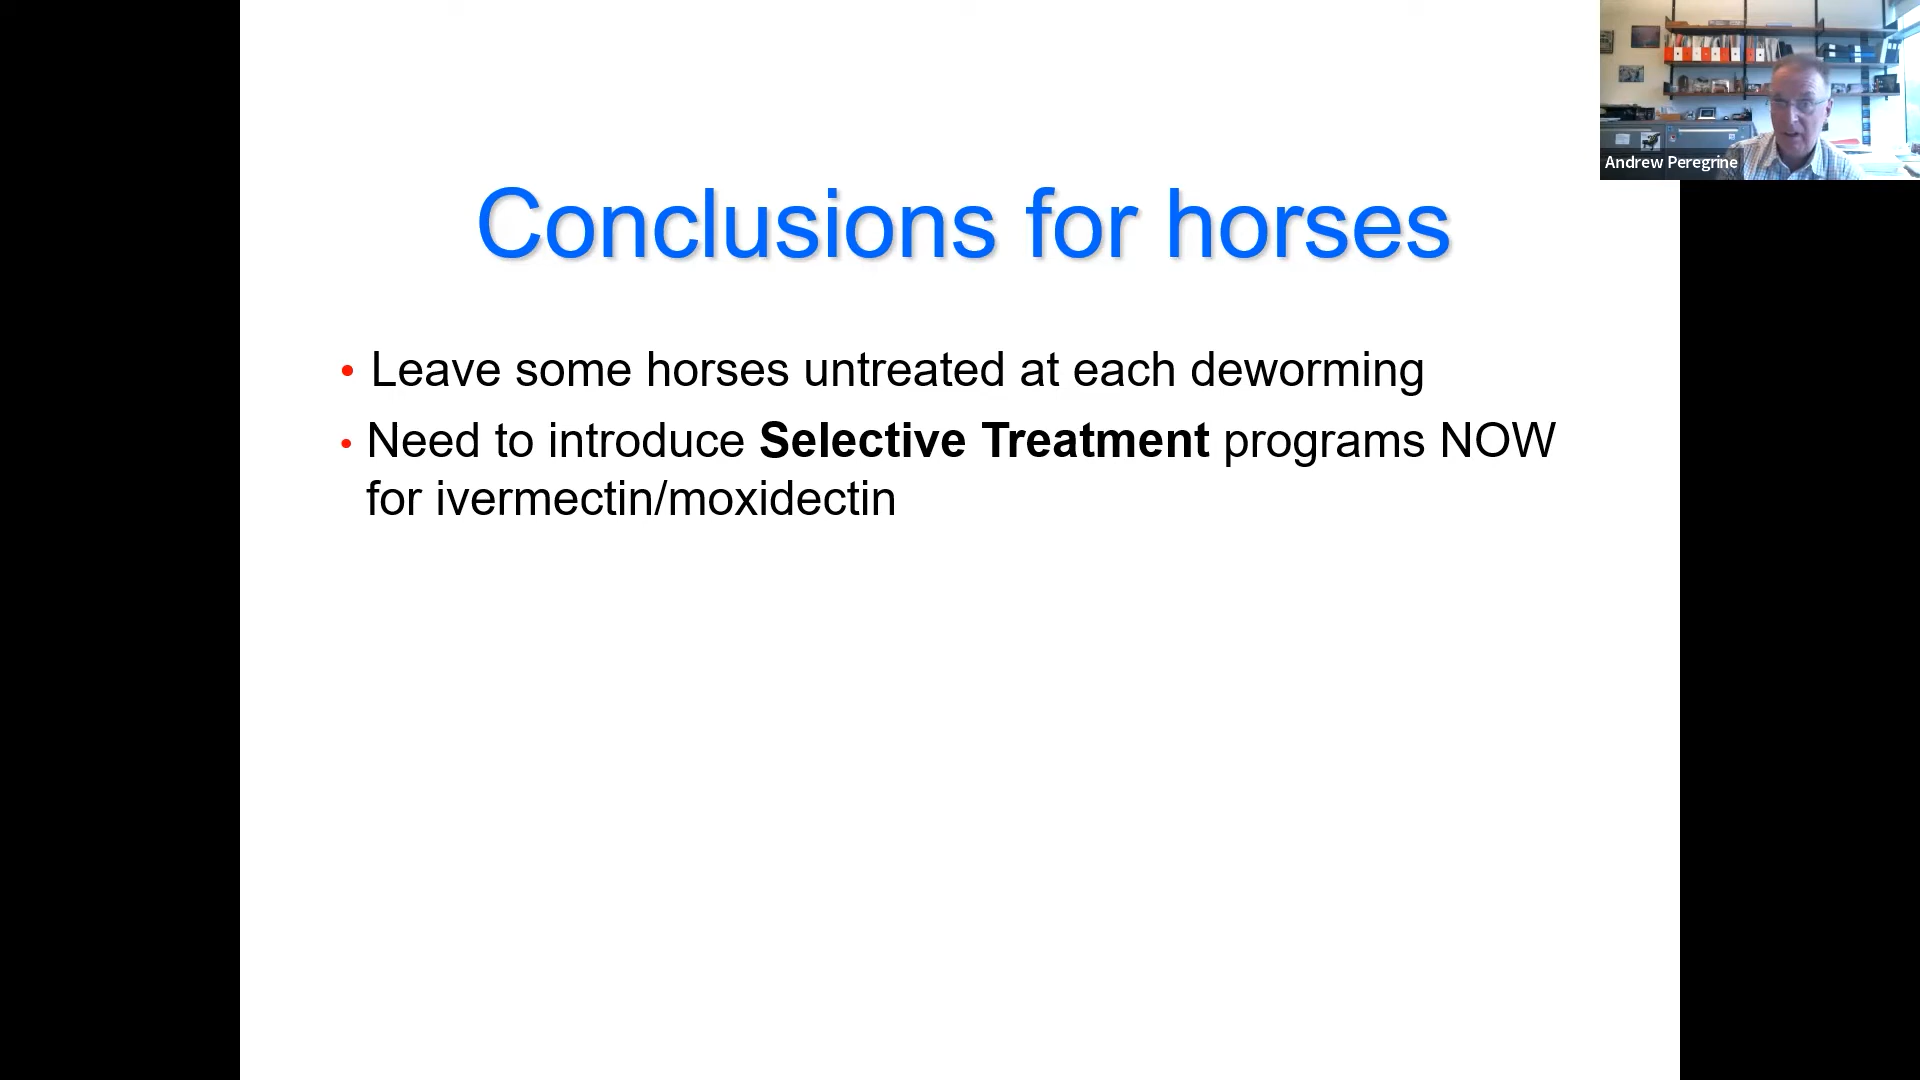 Andrew Peregrine
Conclusions for horses
• Leave some horses untreated at each deworming
• Need to introduce Selective Treatment programs NOW
for ivermectin/moxidectin